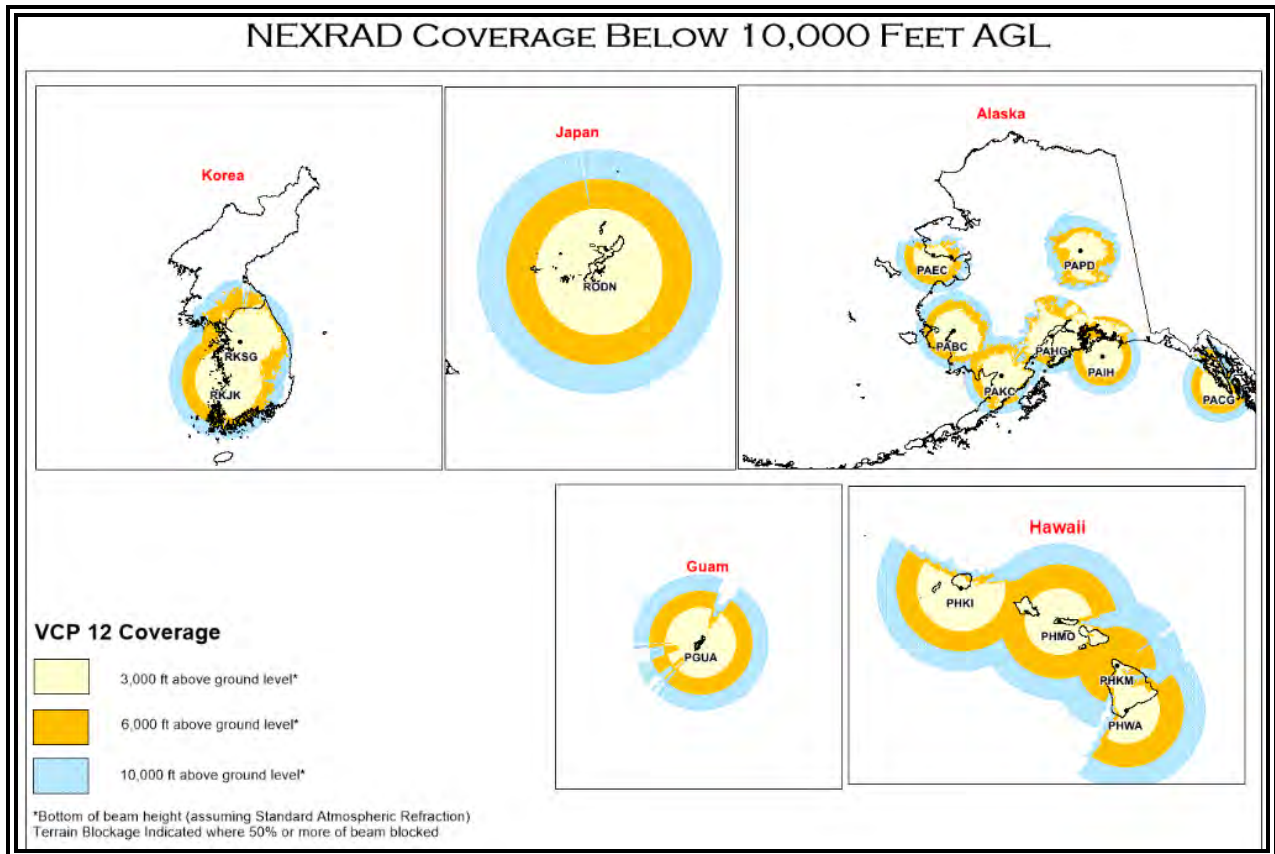 NEXRAD COVERAGE BELOW 10,000 FEET AGL
Korea
RKSG
RKJK
Japan
RODN
Alaska
PAEC
PAPD
PABC
PAHG
PAIH
PAKC
PACG
Guam
PGUA
Hawaii
PHKI
PHMO
PHKM
PHWA
VCP 12 Coverage
3,000 ft above ground level*
6,000 ft above ground level*
10,000 ft above ground level*
*Bottom of beam height (assuming Standard Atmospheric Refraction)
Terrain Blockage Indicated where 50% or more of beam blocked